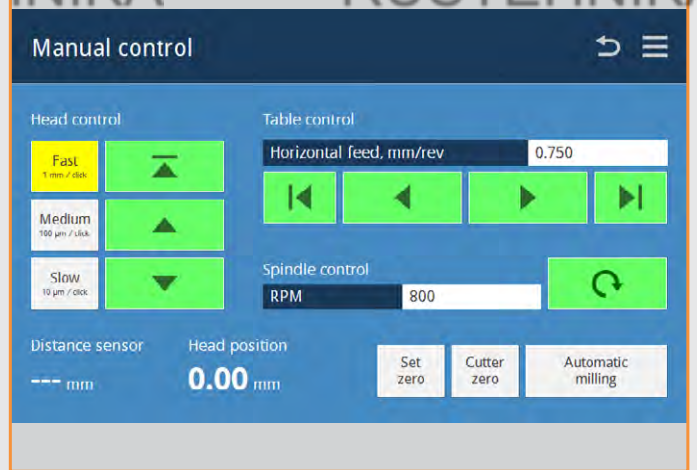 Manual control
Head control
Table control
Fast
1 mm / click
Horizontal feed, mm/rev 0.750
Medium
100 µm / click
Slow
10 µm / click
Spindle control
RPM 800
Distance sensor
--- mm
Head position
0.00 mm
Set
zero
Cutter
zero
Automatic
milling